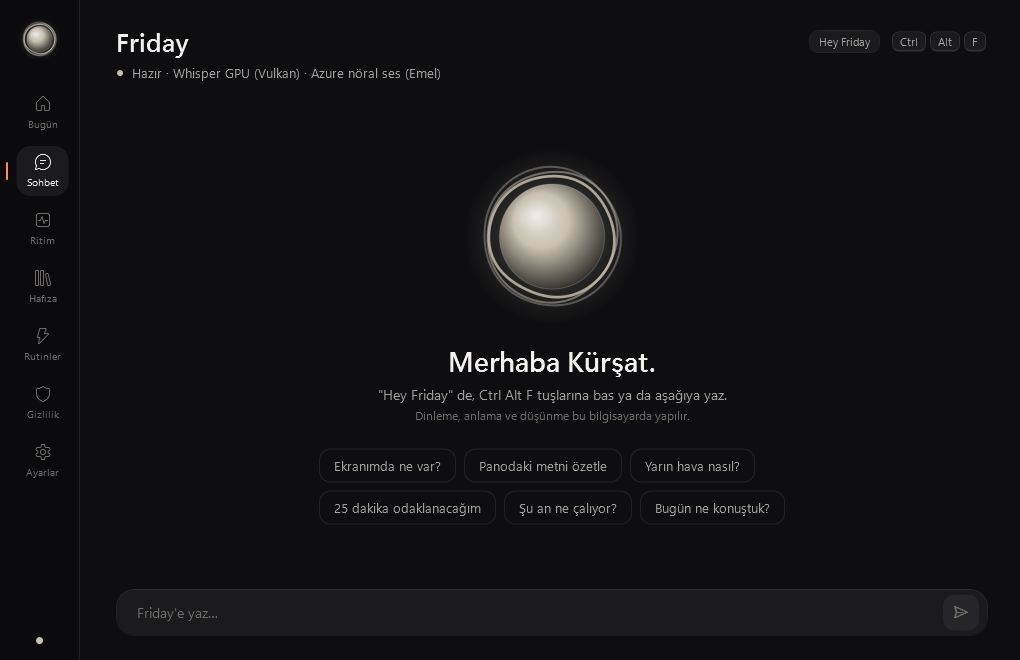 Friday
Hey Friday Ctrl Alt F
Hazır · Whisper GPU (Vulkan) · Azure nöral ses (Emel)
Bugün
Sohbet
Ritim
Hafıza
Rutinler
Gizlilik
Ayarlar
Merhaba Kürşat.
"Hey Friday" de, Ctrl Alt F tuşlarına bas ya da aşağıya yaz.
Dinleme, anlama ve düşünme bu bilgisayarda yapılır.
Ekranımda ne var? Panodaki metni özetle Yarın hava nasıl?
25 dakika odaklanacağım Şu an ne çalıyor? Bugün ne konuştuk?
Friday'e yaz...